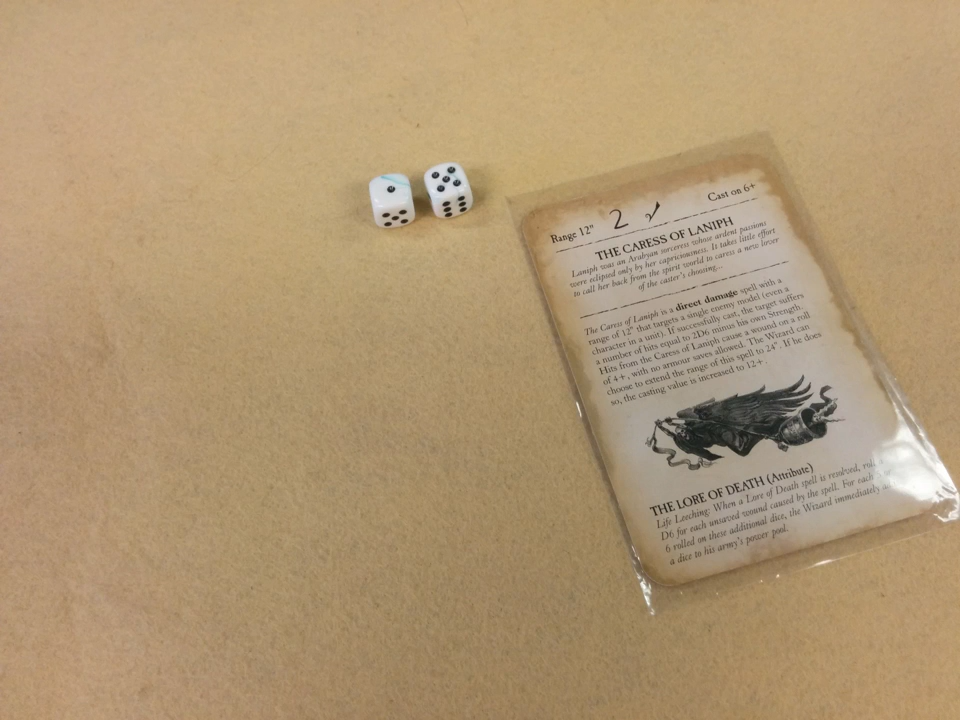 Range 12" 2 Cast on 6+
THE CARESS OF LANIPH
Laniph was an Arabyan sorceress whose ardent passions
were eclipsed only by her capriciousness. It takes little effort
to call her back from the spirit world to caress a new lover
of the caster's choosing...
The Caress of Laniph is a direct damage spell with a
range of 12" that targets a single enemy model (even a
character in a unit). If successfully cast, the target suffers
a number of hits equal to 2D6 minus his own Strength.
Hits from the Caress of Laniph cause a wound on a roll
of 4+, with no armour saves allowed. The Wizard can
choose to extend the range of this spell to 24". If he does
so, the casting value is increased to 12+.
THE LORE OF DEATH (Attribute)
Life Leeching: When a Lore of Death spell is resolved,
D6 for each unsaved wound caused by the spell. For each
6 rolled on these additional dice, the Wizard immediately
a dice to his army's power pool.